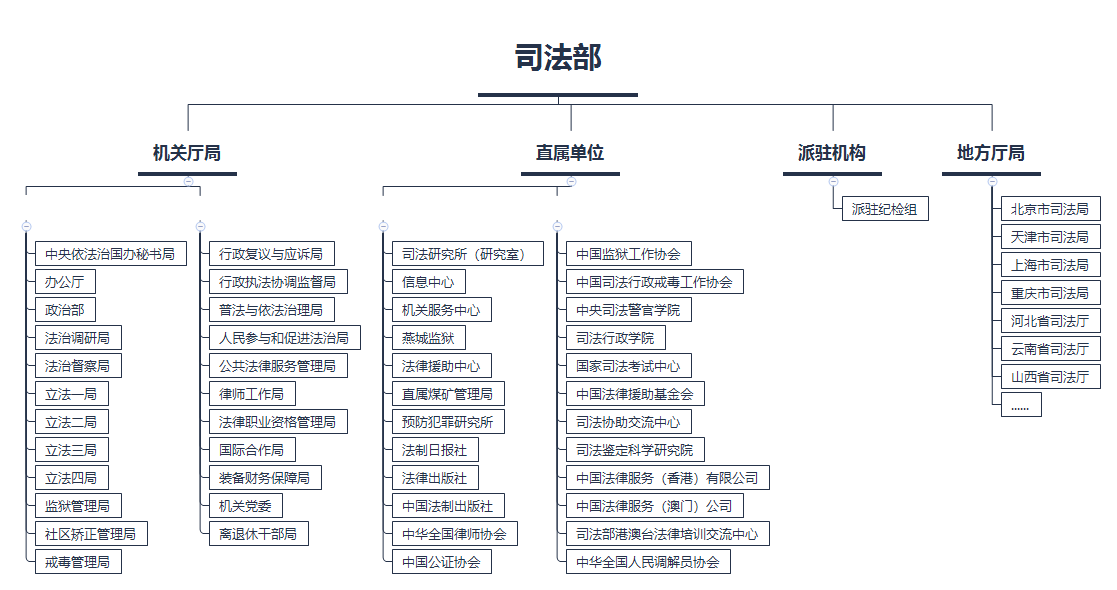 司法部
机关厅局
直属单位
派驻机构
地方厅局
中央依法治国办秘书局
办公厅
政治部
法治调研局
法治督察局
立法一局
立法二局
立法三局
立法四局
监狱管理局
社区矫正管理局
戒毒管理局
行政复议与应诉局
行政执法协调监督局
普法与依法治理局
人民参与和促进法治局
公共法律服务管理局
律师工作局
法律职业资格管理局
国际合作局
装备财务保障局
机关党委
离退休干部局
司法研究所（研究室）
信息中心
机关服务中心
燕城监狱
法律援助中心
直属煤矿管理局
预防犯罪研究所
法制日报社
法律出版社
中国法制出版社
中华全国律师协会
中国公证协会
中国监狱工作协会
中国司法行政戒毒工作协会
中央司法警官学院
司法行政学院
国家司法考试中心
中国法律援助基金会
司法协助交流中心
司法鉴定科学研究院
中国法律服务（香港）有限公司
中国法律服务（澳门）公司
司法部港澳台法律培训交流中心
中华全国人民调解员协会
派驻纪检组
北京市司法局
天津市司法局
上海市司法局
重庆市司法局
河北省司法厅
云南省司法厅
山西省司法厅
......